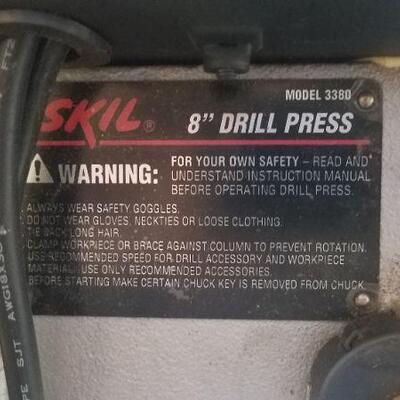 SKIL®
MODEL 3380
8" DRILL PRESS
WARNING:
FOR YOUR OWN SAFETY – READ AND
UNDERSTAND INSTRUCTION MANUAL
BEFORE OPERATING DRILL PRESS.
ALWAYS WEAR SAFETY GOGGLES.
DO NOT WEAR GLOVES, NECKTIES OR LOOSE CLOTHING.
TIE BACK LONG HAIR.
CLAMP WORKPIECE OR BRACE AGAINST COLUMN TO PREVENT ROTATION.
USE RECOMMENDED SPEED FOR DRILL ACCESSORY AND WORKPIECE
MATERIAL. USE ONLY RECOMMENDED ACCESSORIES.
BEFORE STARTING MAKE CERTAIN CHUCK KEY IS REMOVED FROM CHUCK.
SJT AWG18X3C